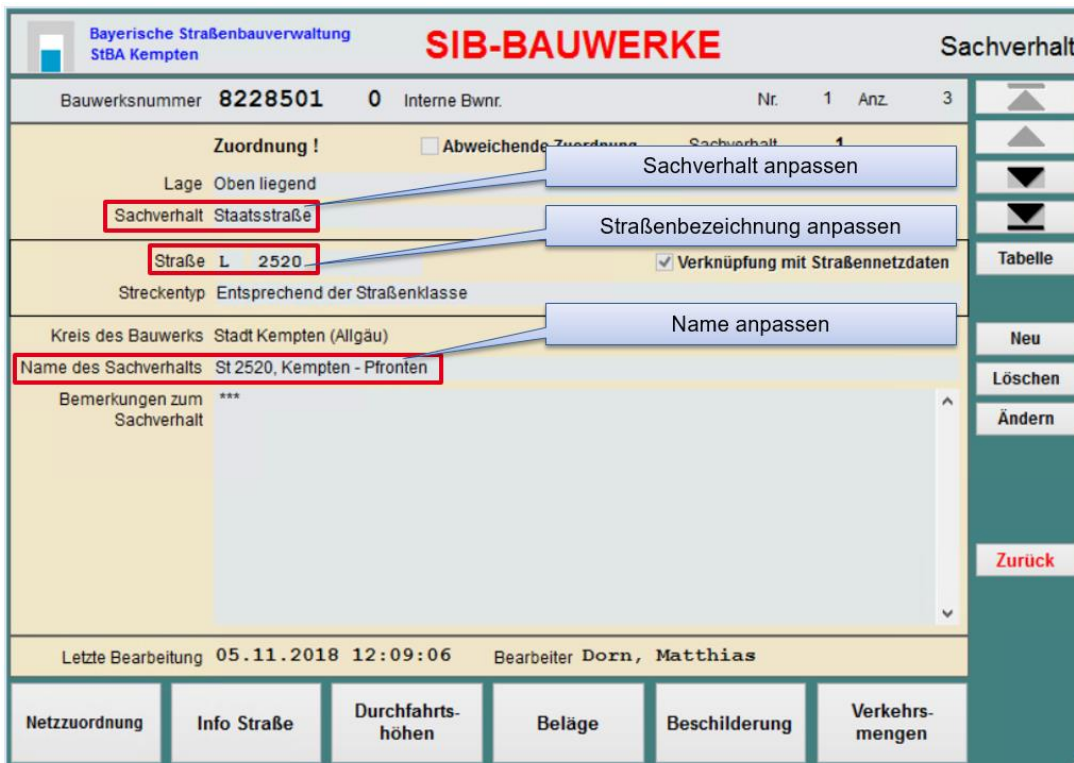 Bayerische Straßenbauverwaltung
StBA Kempten
SIB-BAUWERKE
Sachverhalt
Bauwerksnummer 8228501 0 Interne Bwnr. Nr. 1 Anz. 3
Zuordnung ! Abweichende Zuordnung Sachverhalt 1
Sachverhalt anpassen
Lage Oben liegend
Sachverhalt Staatsstraße
Straßenbezeichnung anpassen
Straße L 2520 Verknüpfung mit Straßennetzdaten
Tabelle
Streckentyp Entsprechend der Straßenklasse
Name anpassen
Kreis des Bauwerks Stadt Kempten (Allgäu)
Neu
Name des Sachverhalts St 2520, Kempten - Pfronten
Löschen
Bemerkungen zum ***
Sachverhalt
Ändern
Zurück
Letzte Bearbeitung 05.11.2018 12:09:06 Bearbeiter Dorn, Matthias
Netzzuordnung
Info Straße
Durchfahrts-
höhen
Beläge
Beschilderung
Verkehrs-
mengen